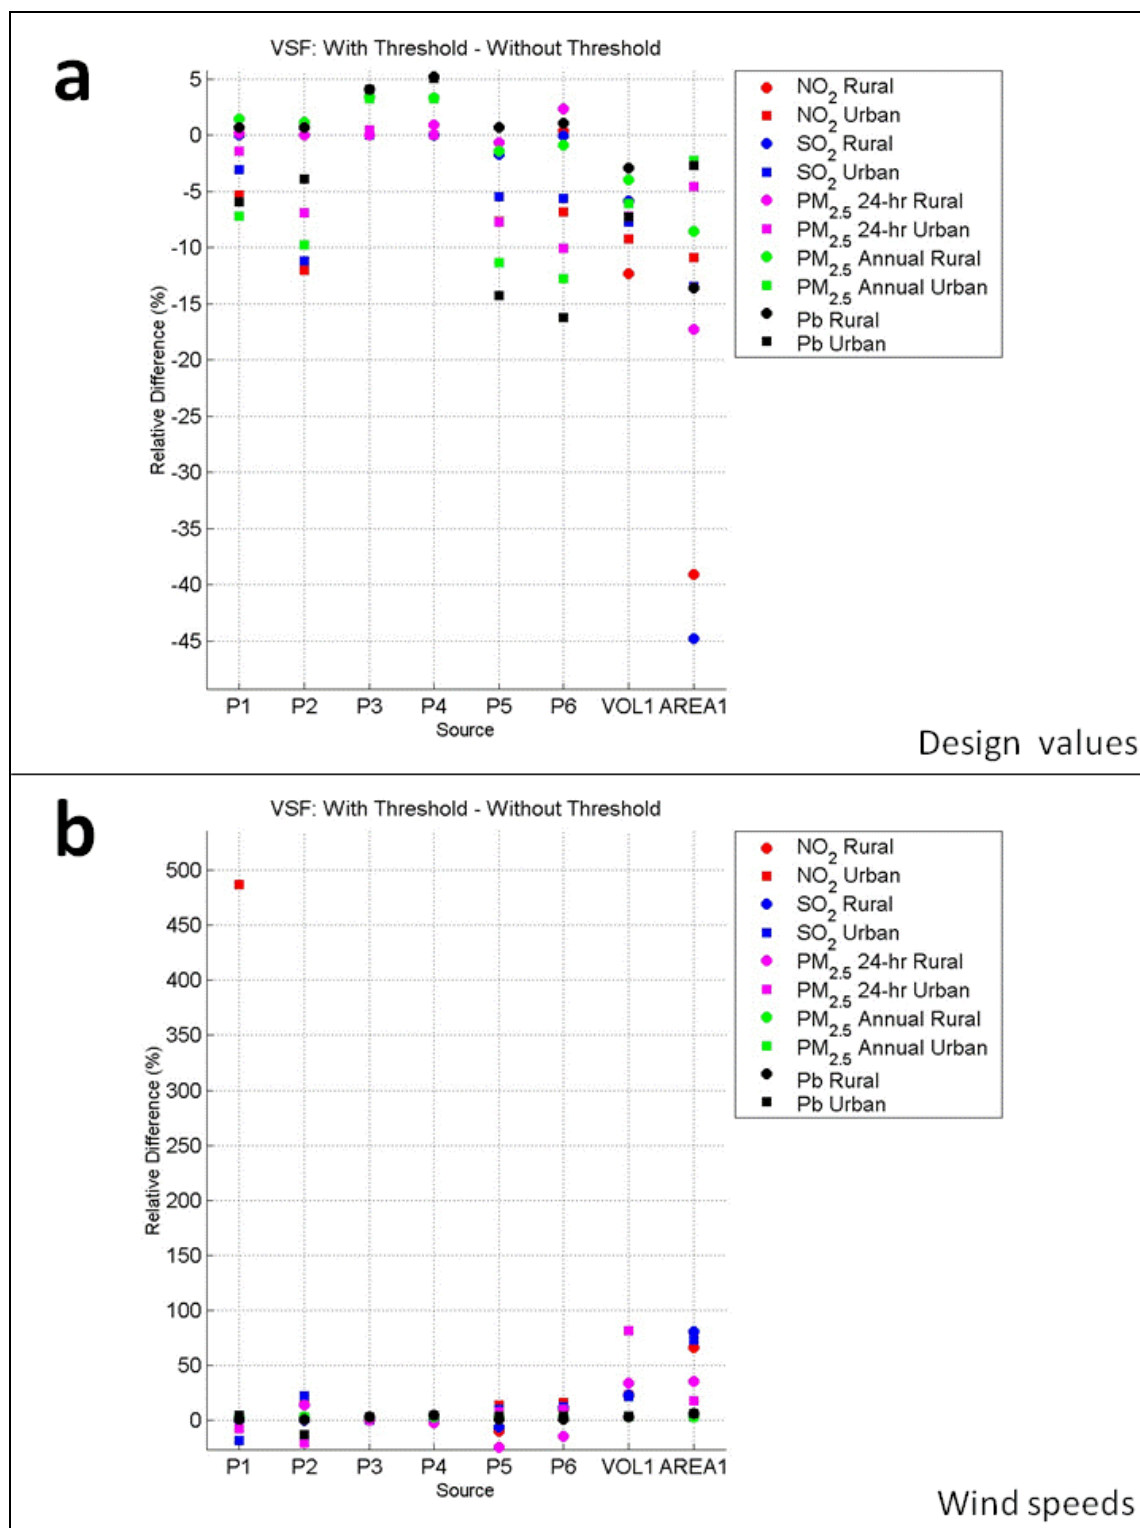 a
VSF: With Threshold - Without Threshold
5
0
-5
-10
-15
-20
-25
-30
-35
-40
-45
Relative Difference (%)
P1 P2 P3 P4 P5 P6 VOL1 AREA1
Source
NO2 Rural
NO2 Urban
SO2 Rural
SO2 Urban
PM2.5 24-hr Rural
PM2.5 24-hr Urban
PM2.5 Annual Rural
PM2.5 Annual Urban
Pb Rural
Pb Urban
Design values
b
VSF: With Threshold - Without Threshold
500
450
400
350
300
250
200
150
100
50
0
Relative Difference (%)
P1 P2 P3 P4 P5 P6 VOL1 AREA1
Source
NO2 Rural
NO2 Urban
SO2 Rural
SO2 Urban
PM2.5 24-hr Rural
PM2.5 24-hr Urban
PM2.5 Annual Rural
PM2.5 Annual Urban
Pb Rural
Pb Urban
Wind speeds